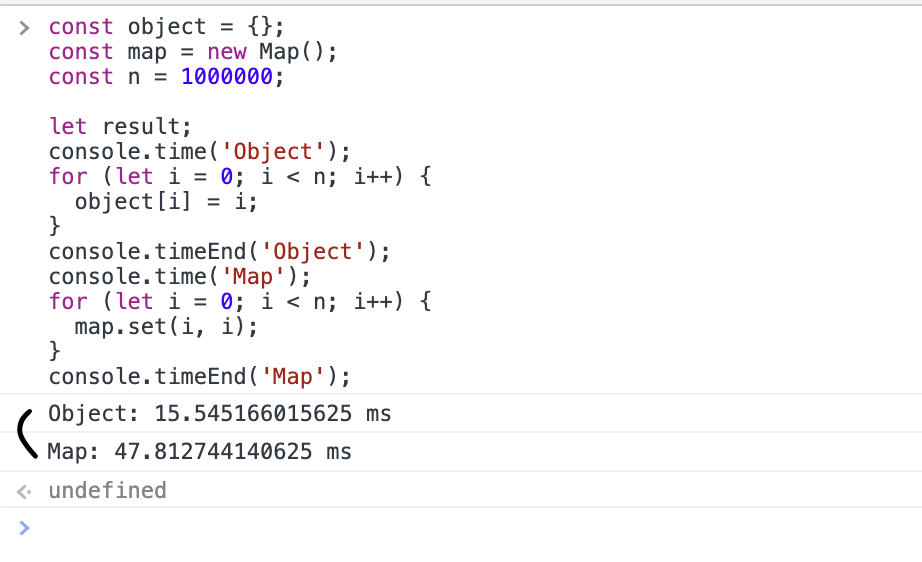 const object = {};
const map = new Map();
const n = 1000000;
let result;
console.time('Object');
for (let i = 0; i < n; i++) {
  object[i] = i;
}
console.timeEnd('Object');
console.time('Map');
for (let i = 0; i < n; i++) {
  map.set(i, i);
}
console.timeEnd('Map');
Object: 15.545166015625 ms
Map: 47.812744140625 ms
undefined